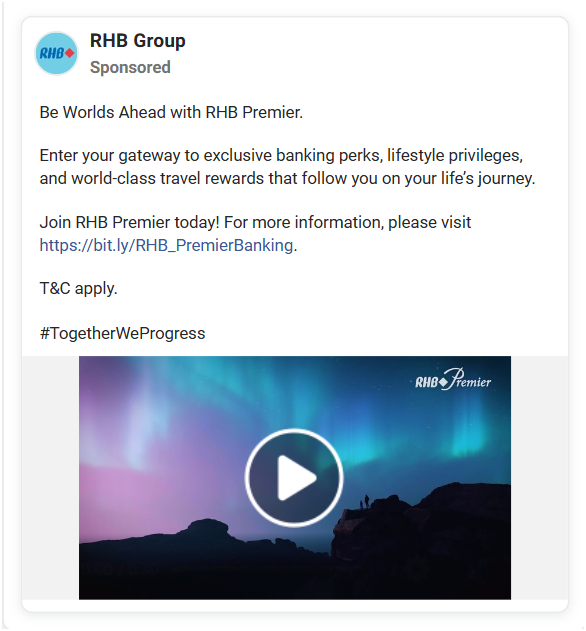 RHB Group
RHB
Sponsored
Be Worlds Ahead with RHB Premier.
Enter your gateway to exclusive banking perks, lifestyle privileges,
and world-class travel rewards that follow you on your life’s journey.
Join RHB Premier today! For more information, please visit
https://bit.ly/RHB_PremierBanking.
T&C apply.
#TogetherWeProgress
RHB Premier